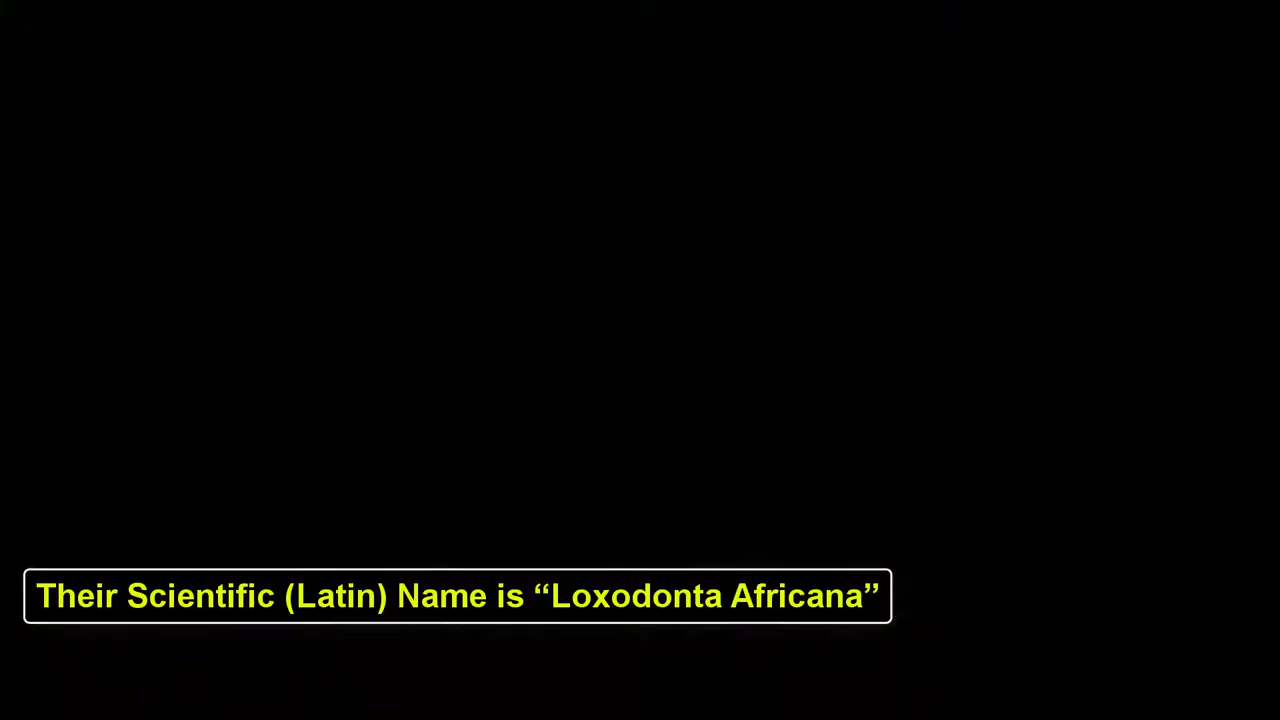 Their Scientific (Latin) Name is “Loxodonta Africana”